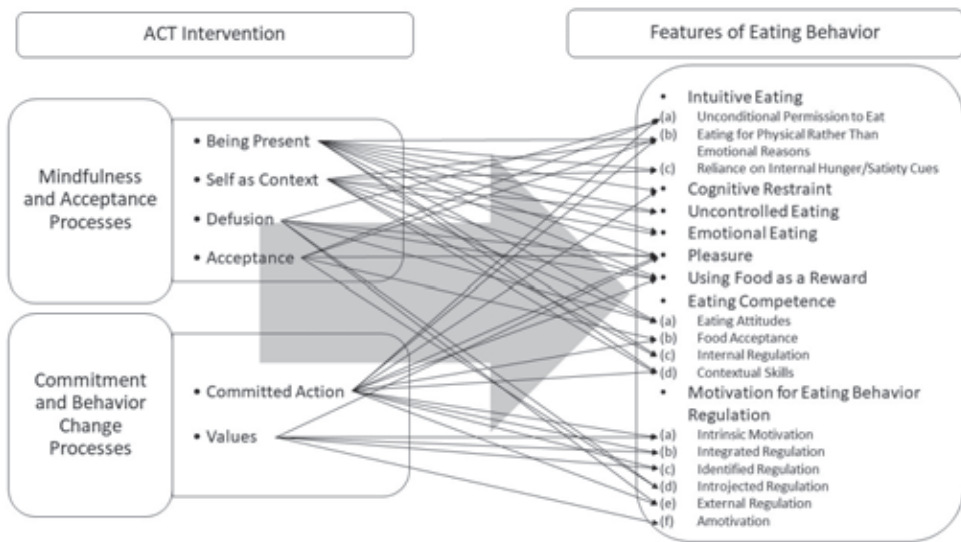 ACT Intervention
Features of Eating Behavior
Mindfulness
and Acceptance
Processes
• Being Present
• Self as Context
• Defusion
• Acceptance
Commitment
and Behavior
Change
Processes
• Committed Action
• Values
• Intuitive Eating
(a) Unconditional Permission to Eat
(b) Eating for Physical Rather Than
Emotional Reasons
(c) Reliance on Internal Hunger/Satiety Cues
• Cognitive Restraint
• Uncontrolled Eating
• Emotional Eating
• Pleasure
• Using Food as a Reward
• Eating Competence
(a) Eating Attitudes
(b) Food Acceptance
(c) Internal Regulation
(d) Contextual Skills
• Motivation for Eating Behavior
Regulation
(a) Intrinsic Motivation
(b) Integrated Regulation
(c) Identified Regulation
(d) Introjected Regulation
(e) External Regulation
(f) Amotivation